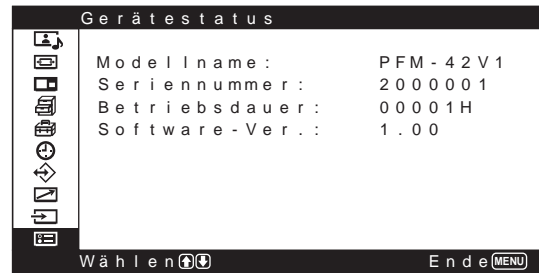 Gerätestatus
Modellname: PFM-42V1
Seriennummer: 2000001
Betriebsdauer: 00001H
Software-Ver.: 1.00
Wählen Ende MENU